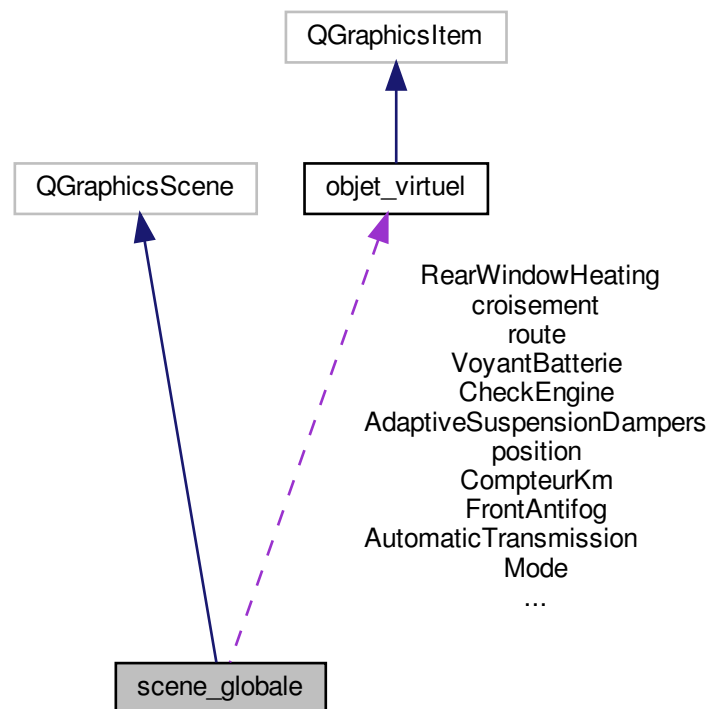 QGraphicsItem
QGraphicsScene
objet_virtuel
RearWindowHeating
croisement
route
VoyantBatterie
CheckEngine
AdaptiveSuspensionDampers
position
CompteurKm
FrontAntifog
AutomaticTransmission
Mode
...
scene_globale